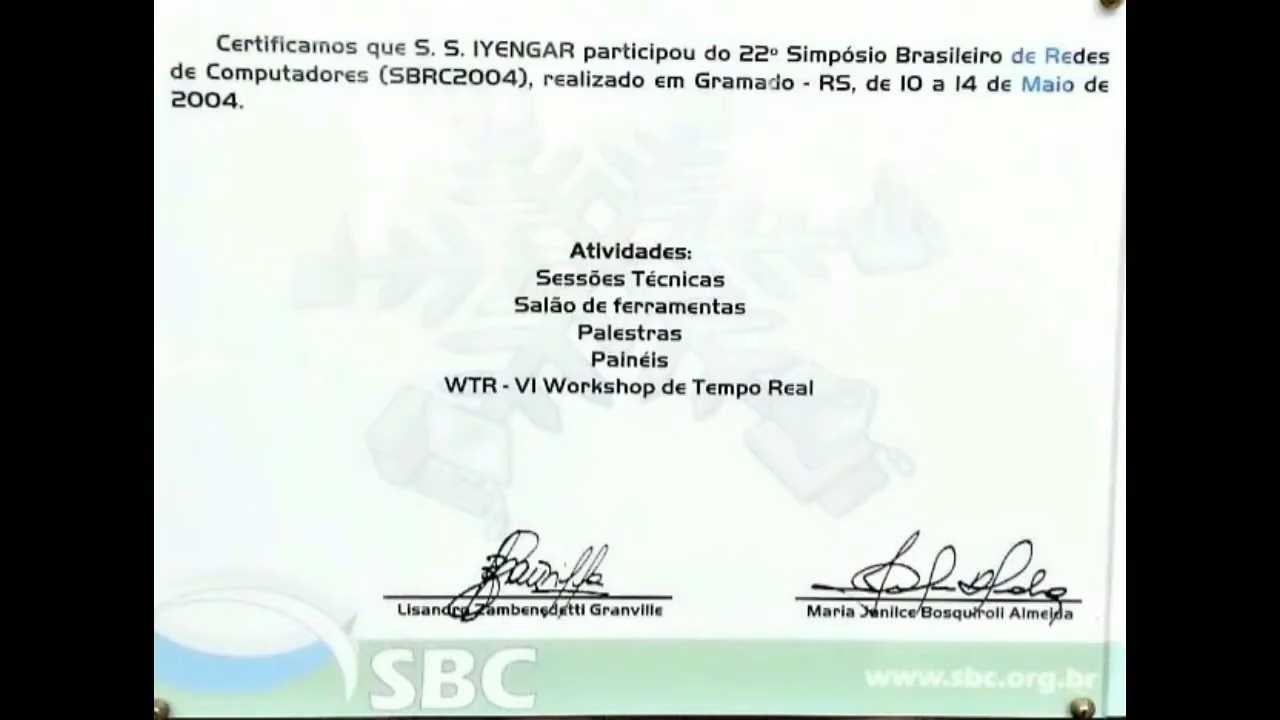 Certificamos que S. S. IYENGAR participou do 22º Simpósio Brasileiro de Redes
de Computadores (SBRC2004), realizado em Gramado - RS, de 10 a 14 de Maio de
2004.
Atividades:
Sessões Técnicas
Salão de ferramentas
Palestras
Painéis
WTR - VI Workshop de Tempo Real
Lisandro Zambenedetti Granville
Maria Janilce Bosquiroli Almeida
SBC
www.sbc.org.br